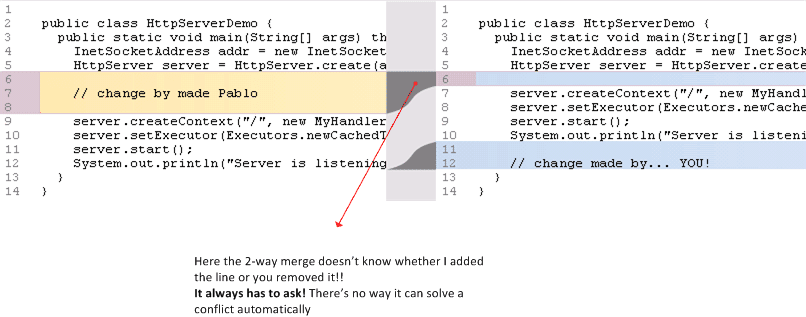 1
2 public class HttpServerDemo {
3 public static void main(String[] args) th
4 InetSocketAddress addr = new InetSocket
5 HttpServer server = HttpServer.create(a
6
7 // change by made Pablo
8
9 server.createContext("/", new MyHandler
10 server.setExecutor(Executors.newCachedT
11 server.start();
12 System.out.println("Server is listening
13 }
14 }
1
2 public class HttpServerDemo {
3 public static void main(String[] args)
4 InetSocketAddress addr = new InetSock
5 HttpServer server = HttpServer.create
6
7 server.createContext("/", new MyHandl
8 server.setExecutor(Executors.newCache
9 server.start();
10 System.out.println("Server is listeni
11
12 // change made by... YOU!
13 }
14 }
Here the 2-way merge doesn't know whether I added
the line or you removed it!!
It always has to ask! There's no way it can solve a
conflict automatically